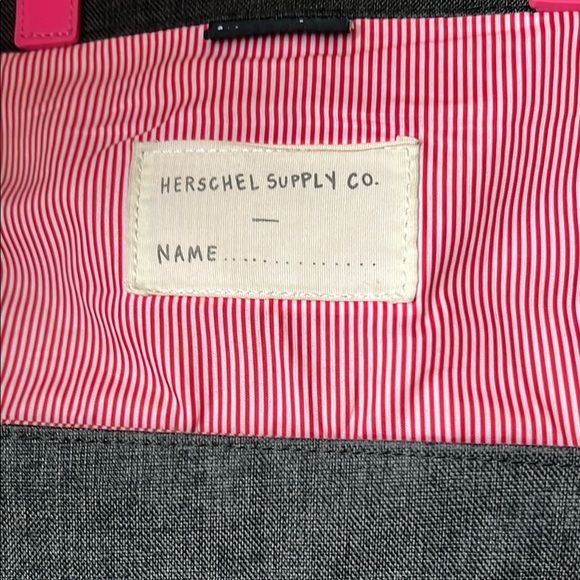 HERSCHEL SUPPLY CO.
—
NAME..............